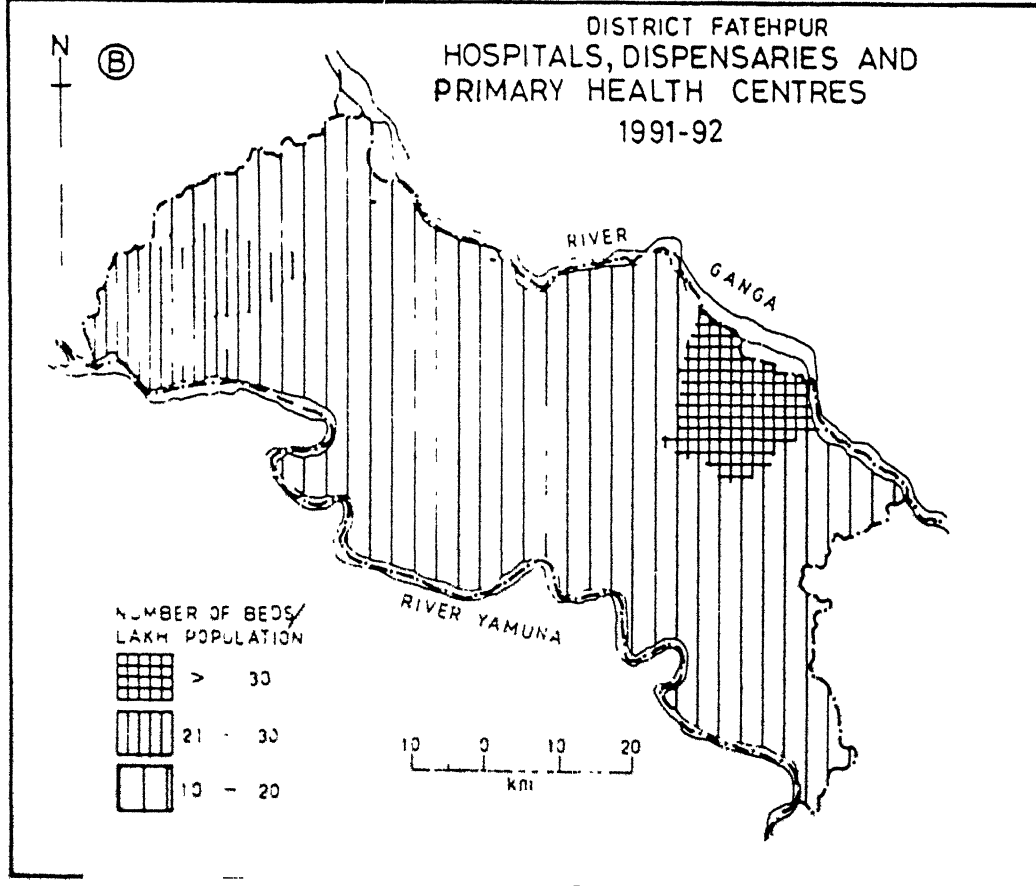 DISTRICT FATEHPUR
HOSPITALS, DISPENSARIES AND
PRIMARY HEALTH CENTRES
1991-92
N
B
RIVER
GANGA
RIVER YAMUNA
NUMBER OF BEDS/
LAKH POPULATION
> 30
21 - 30
10 - 20
10 0 10 20
km